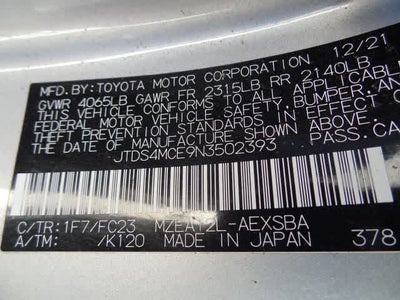 MFD. BY: TOYOTA MOTOR CORPORATION 12/21
GVWR 4065LB GAWR FR 2315LB RR 2140LB
THIS VEHICLE CONFORMS TO ALL APPLICABLE
FEDERAL MOTOR VEHICLE SAFETY, BUMPER, AN
THEFT PREVENTION STANDARDS IN EFFECT ON
THE DATE OF MANUFACTURE SHOWN ABOVE.
JTDS4MCE9N3502393 PASS. CA
C/TR: 1F7/FC23 MZEA12L-AEXSBA
A/TM: /K120 MADE IN JAPAN 378